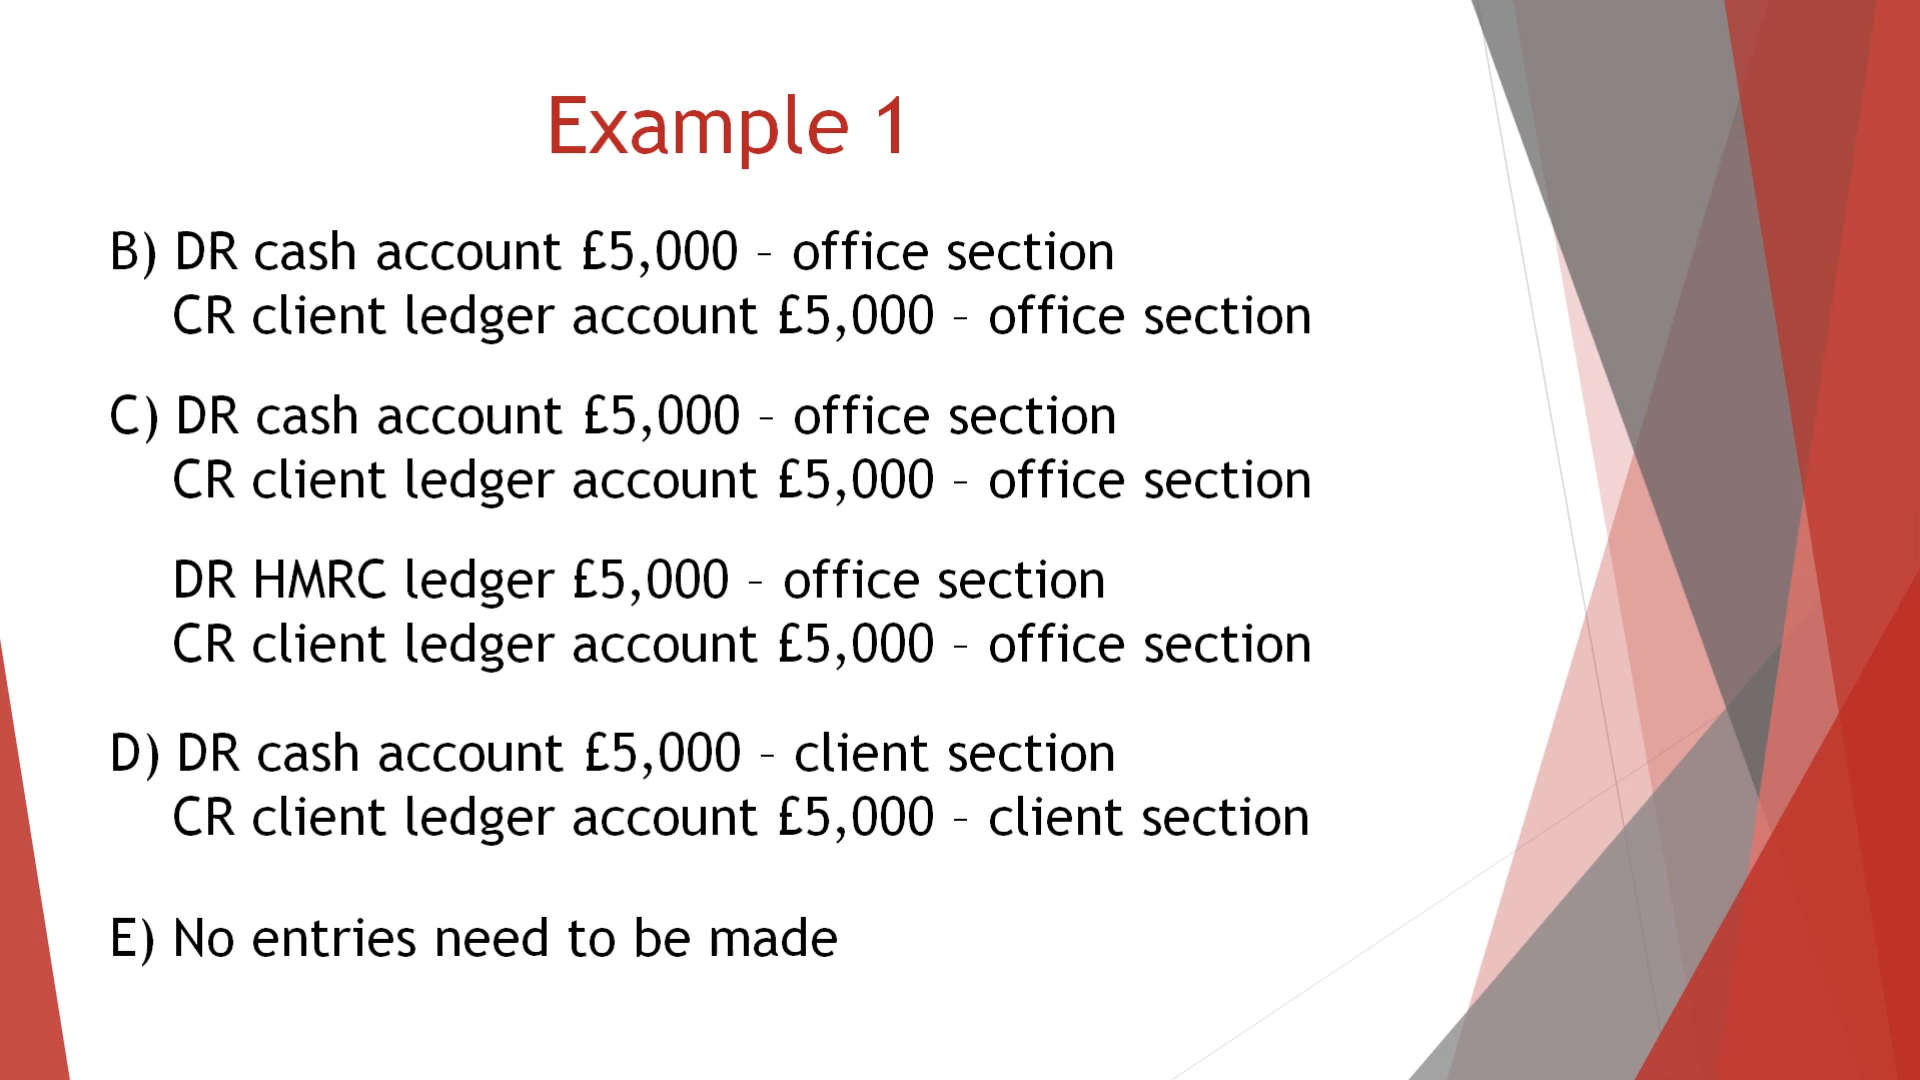 Example 1
B) DR cash account £5,000 – office section
CR client ledger account £5,000 – office section
C) DR cash account £5,000 – office section
CR client ledger account £5,000 – office section
DR HMRC ledger £5,000 – office section
CR client ledger account £5,000 – office section
D) DR cash account £5,000 – client section
CR client ledger account £5,000 – client section
E) No entries need to be made